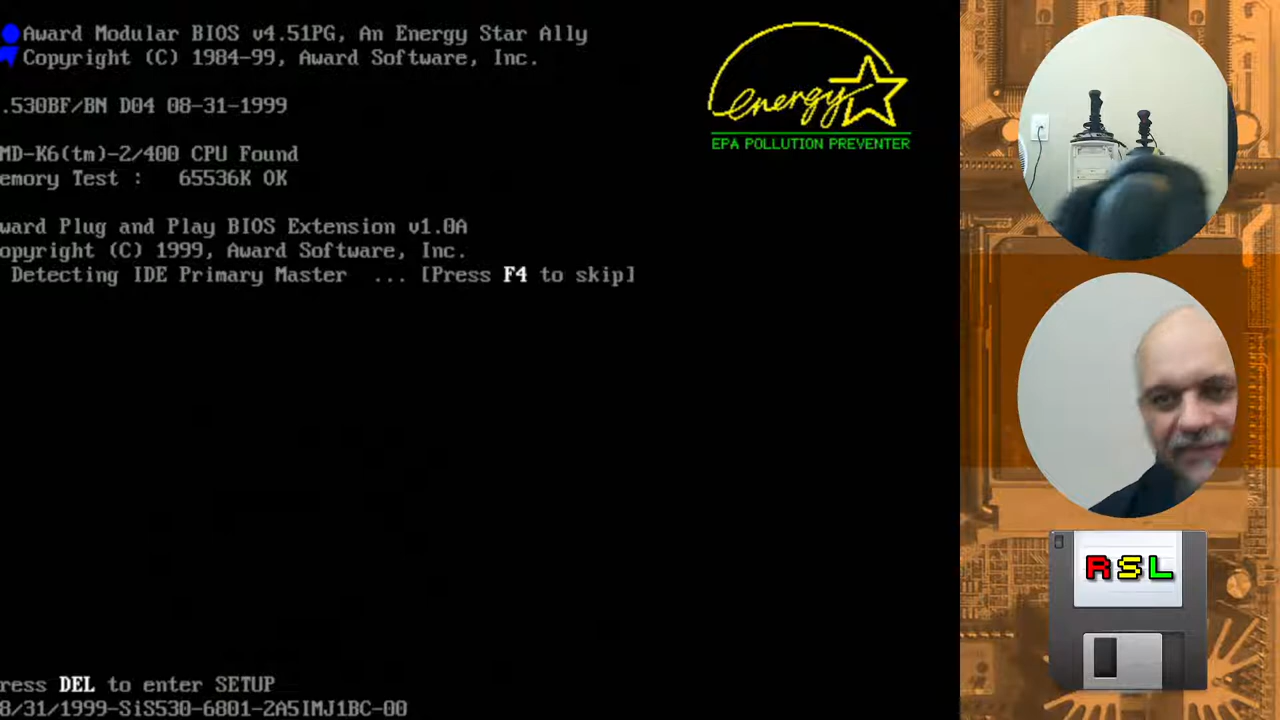 Award Modular BIOS v4.51PG, An Energy Star Ally
Copyright (C) 1984-99, Award Software, Inc.
.530BF/BN D04 08-31-1999
MD-K6(tm)-2/400 CPU Found
emory Test :    65536K OK
ward Plug and Play BIOS Extension v1.0A
opyright (C) 1999, Award Software, Inc.
Detecting IDE Primary Master  ... [Press F4 to skip]
ress DEL to enter SETUP
8/31/1999-SiS530-6801-2A5IMJ1BC-00
energy
EPA POLLUTION PREVENTER
RSL